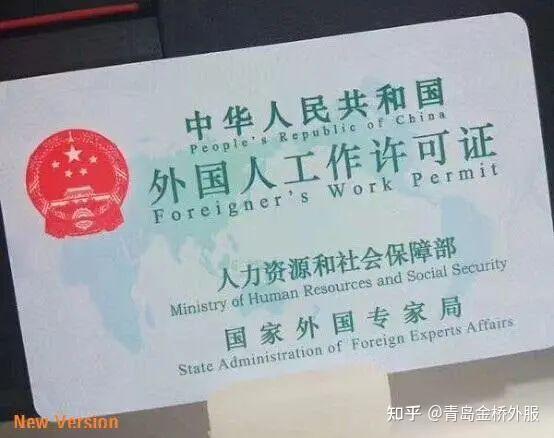 中华人民共和国
People's Republic of China
外国人工作许可证
Foreigner's Work Permit
人力资源和社会保障部
Ministry of Human Resources and Social Security
国家外国专家局
State Administration of Foreign Experts Affairs
New Version
知乎 @青岛金桥外服